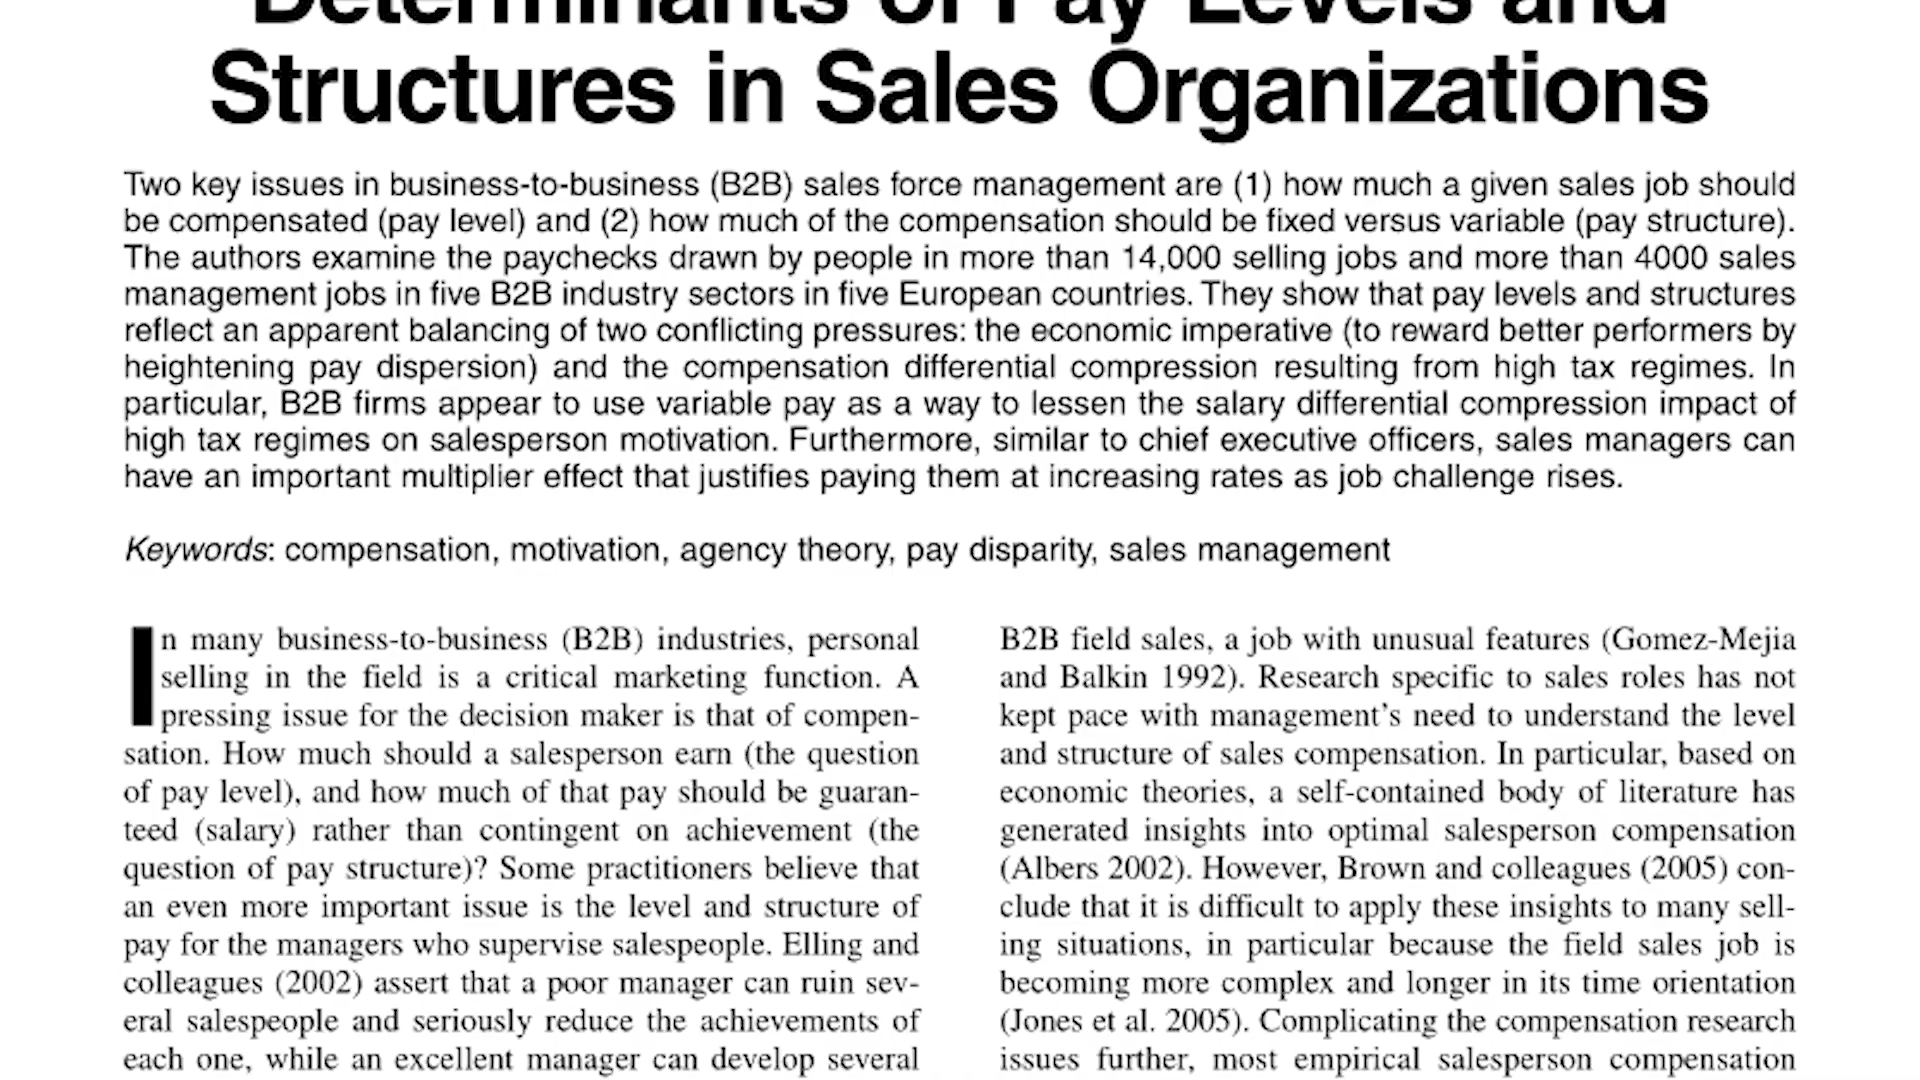 Determinants of Pay Levels and
Structures in Sales Organizations
Two key issues in business-to-business (B2B) sales force management are (1) how much a given sales job should
be compensated (pay level) and (2) how much of the compensation should be fixed versus variable (pay structure).
The authors examine the paychecks drawn by people in more than 14,000 selling jobs and more than 4000 sales
management jobs in five B2B industry sectors in five European countries. They show that pay levels and structures
reflect an apparent balancing of two conflicting pressures: the economic imperative (to reward better performers by
heightening pay dispersion) and the compensation differential compression resulting from high tax regimes. In
particular, B2B firms appear to use variable pay as a way to lessen the salary differential compression impact of
high tax regimes on salesperson motivation. Furthermore, similar to chief executive officers, sales managers can
have an important multiplier effect that justifies paying them at increasing rates as job challenge rises.
Keywords: compensation, motivation, agency theory, pay disparity, sales management
In many business-to-business (B2B) industries, personal
selling in the field is a critical marketing function. A
pressing issue for the decision maker is that of compen-
sation. How much should a salesperson earn (the question
of pay level), and how much of that pay should be guaran-
teed (salary) rather than contingent on achievement (the
question of pay structure)? Some practitioners believe that
an even more important issue is the level and structure of
pay for the managers who supervise salespeople. Elling and
colleagues (2002) assert that a poor manager can ruin sev-
eral salespeople and seriously reduce the achievements of
each one, while an excellent manager can develop several
B2B field sales, a job with unusual features (Gomez-Mejia
and Balkin 1992). Research specific to sales roles has not
kept pace with management's need to understand the level
and structure of sales compensation. In particular, based on
economic theories, a self-contained body of literature has
generated insights into optimal salesperson compensation
(Albers 2002). However, Brown and colleagues (2005) con-
clude that it is difficult to apply these insights to many sell-
ing situations, in particular because the field sales job is
becoming more complex and longer in its time orientation
(Jones et al. 2005). Complicating the compensation research
issues further, most empirical salesperson compensation